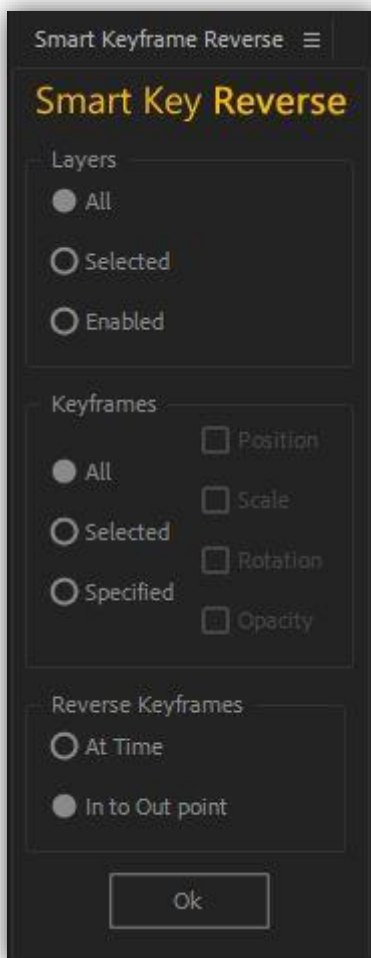 Smart Keyframe Reverse
Smart Key Reverse
Layers
All
Selected
Enabled
Keyframes
All
Selected
Specified
Position
Scale
Rotation
Opacity
Reverse Keyframes
At Time
In to Out point
Ok